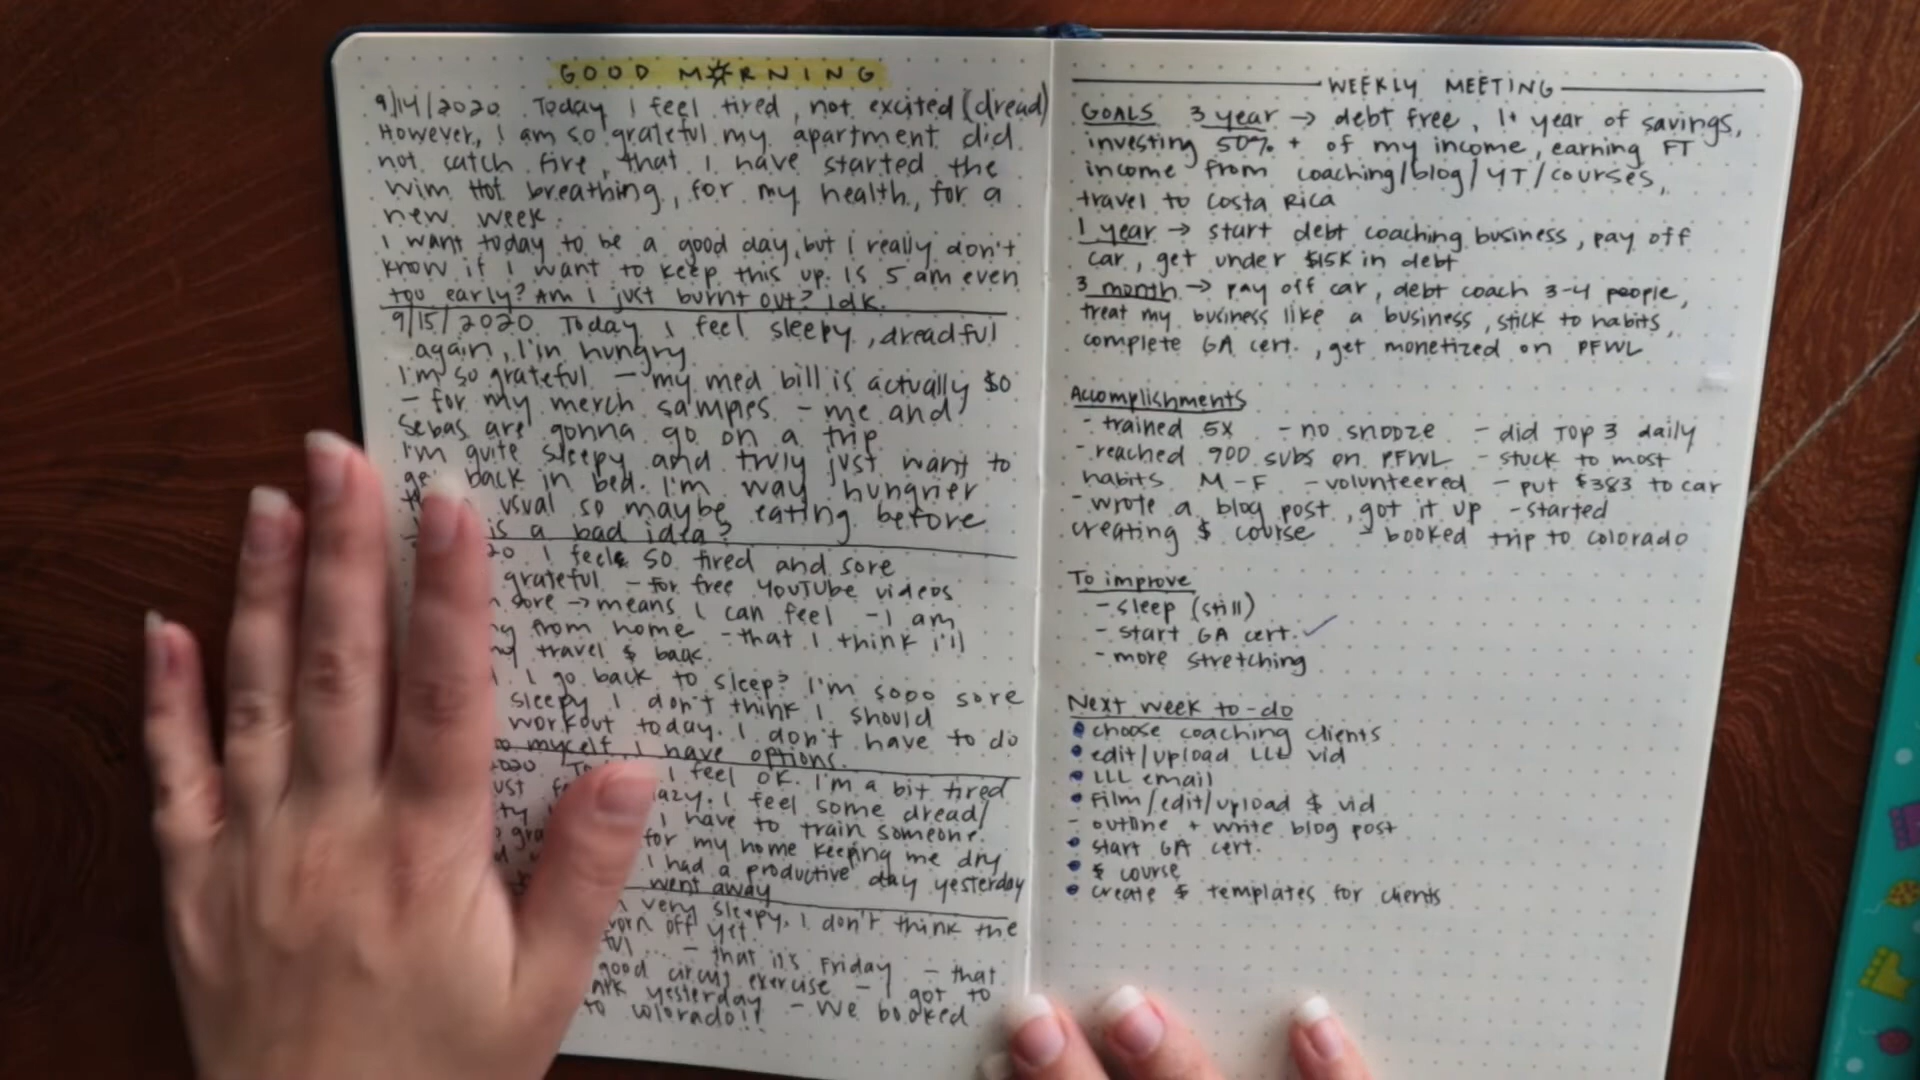 GOOD MORNING
9/14/2020 Today I feel tired, not excited (dread)
However, I am so grateful my apartment did
not catch fire, that I have started the
Wim Hof breathing, for my health, for a
new week.
I want today to be a good day, but I really don't
know if I want to keep this up. Is 5 am even
too early? Am I just burnt out? Idk.
9/15/2020 Today I feel sleepy, dreadful
again, I'm hungry
I'm so grateful - my med bill is actually $0
- for my merch samples - me and
Sebas are gonna go on a trip
I'm quite sleepy and truly just want to
back in bed. I'm way hungrier
usual so maybe eating before
is a bad idea?
20 I feel so tired and sore
grateful - for free YouTube videos
sore → means I can feel - I am
from home - that I think I'll
travel $ back.
I go back to sleep? I'm sooo sore
sleepy I don't think I should
workout today. I don't have to do
myself I have options.
2020 I feel OK. I'm a bit tired
lazy. I feel some dread/
I have to train someone.
for my home keeping me dry
I had a productive day yesterday
went away
very sleepy. I don't think the
worn off yet.
... - that it's Friday - that
good circuit exercise - I got to
yesterday - We booked
to Colorado!!
WEEKLY MEETING
GOALS 3 year → debt free, 1+ year of savings,
investing 50% + of my income, earning FT
income from coaching/blog/YT/courses,
travel to Costa Rica
1 year → start debt coaching business, pay off
car, get under $15K in debt
3 month → pay off car, debt coach 3-4 people,
treat my business like a business, stick to habits,
complete GA cert., get monetized on PFWL
Accomplishments
- trained 5x - no snooze - did TOP 3 daily
- reached 900 subs on PFWL - stuck to most
habits M-F - volunteered - put $383 to car
- wrote a blog post, got it up - started
creating $ course - booked trip to Colorado
To improve
- sleep (still)
- start GA cert. ✓
- more stretching
Next week to-do
• choose coaching clients
• edit/upload LLL vid
• LLL email
• Film/edit/upload $ vid
- outline + write blog post
• start GA cert.
• $ course
• create $ templates for clients